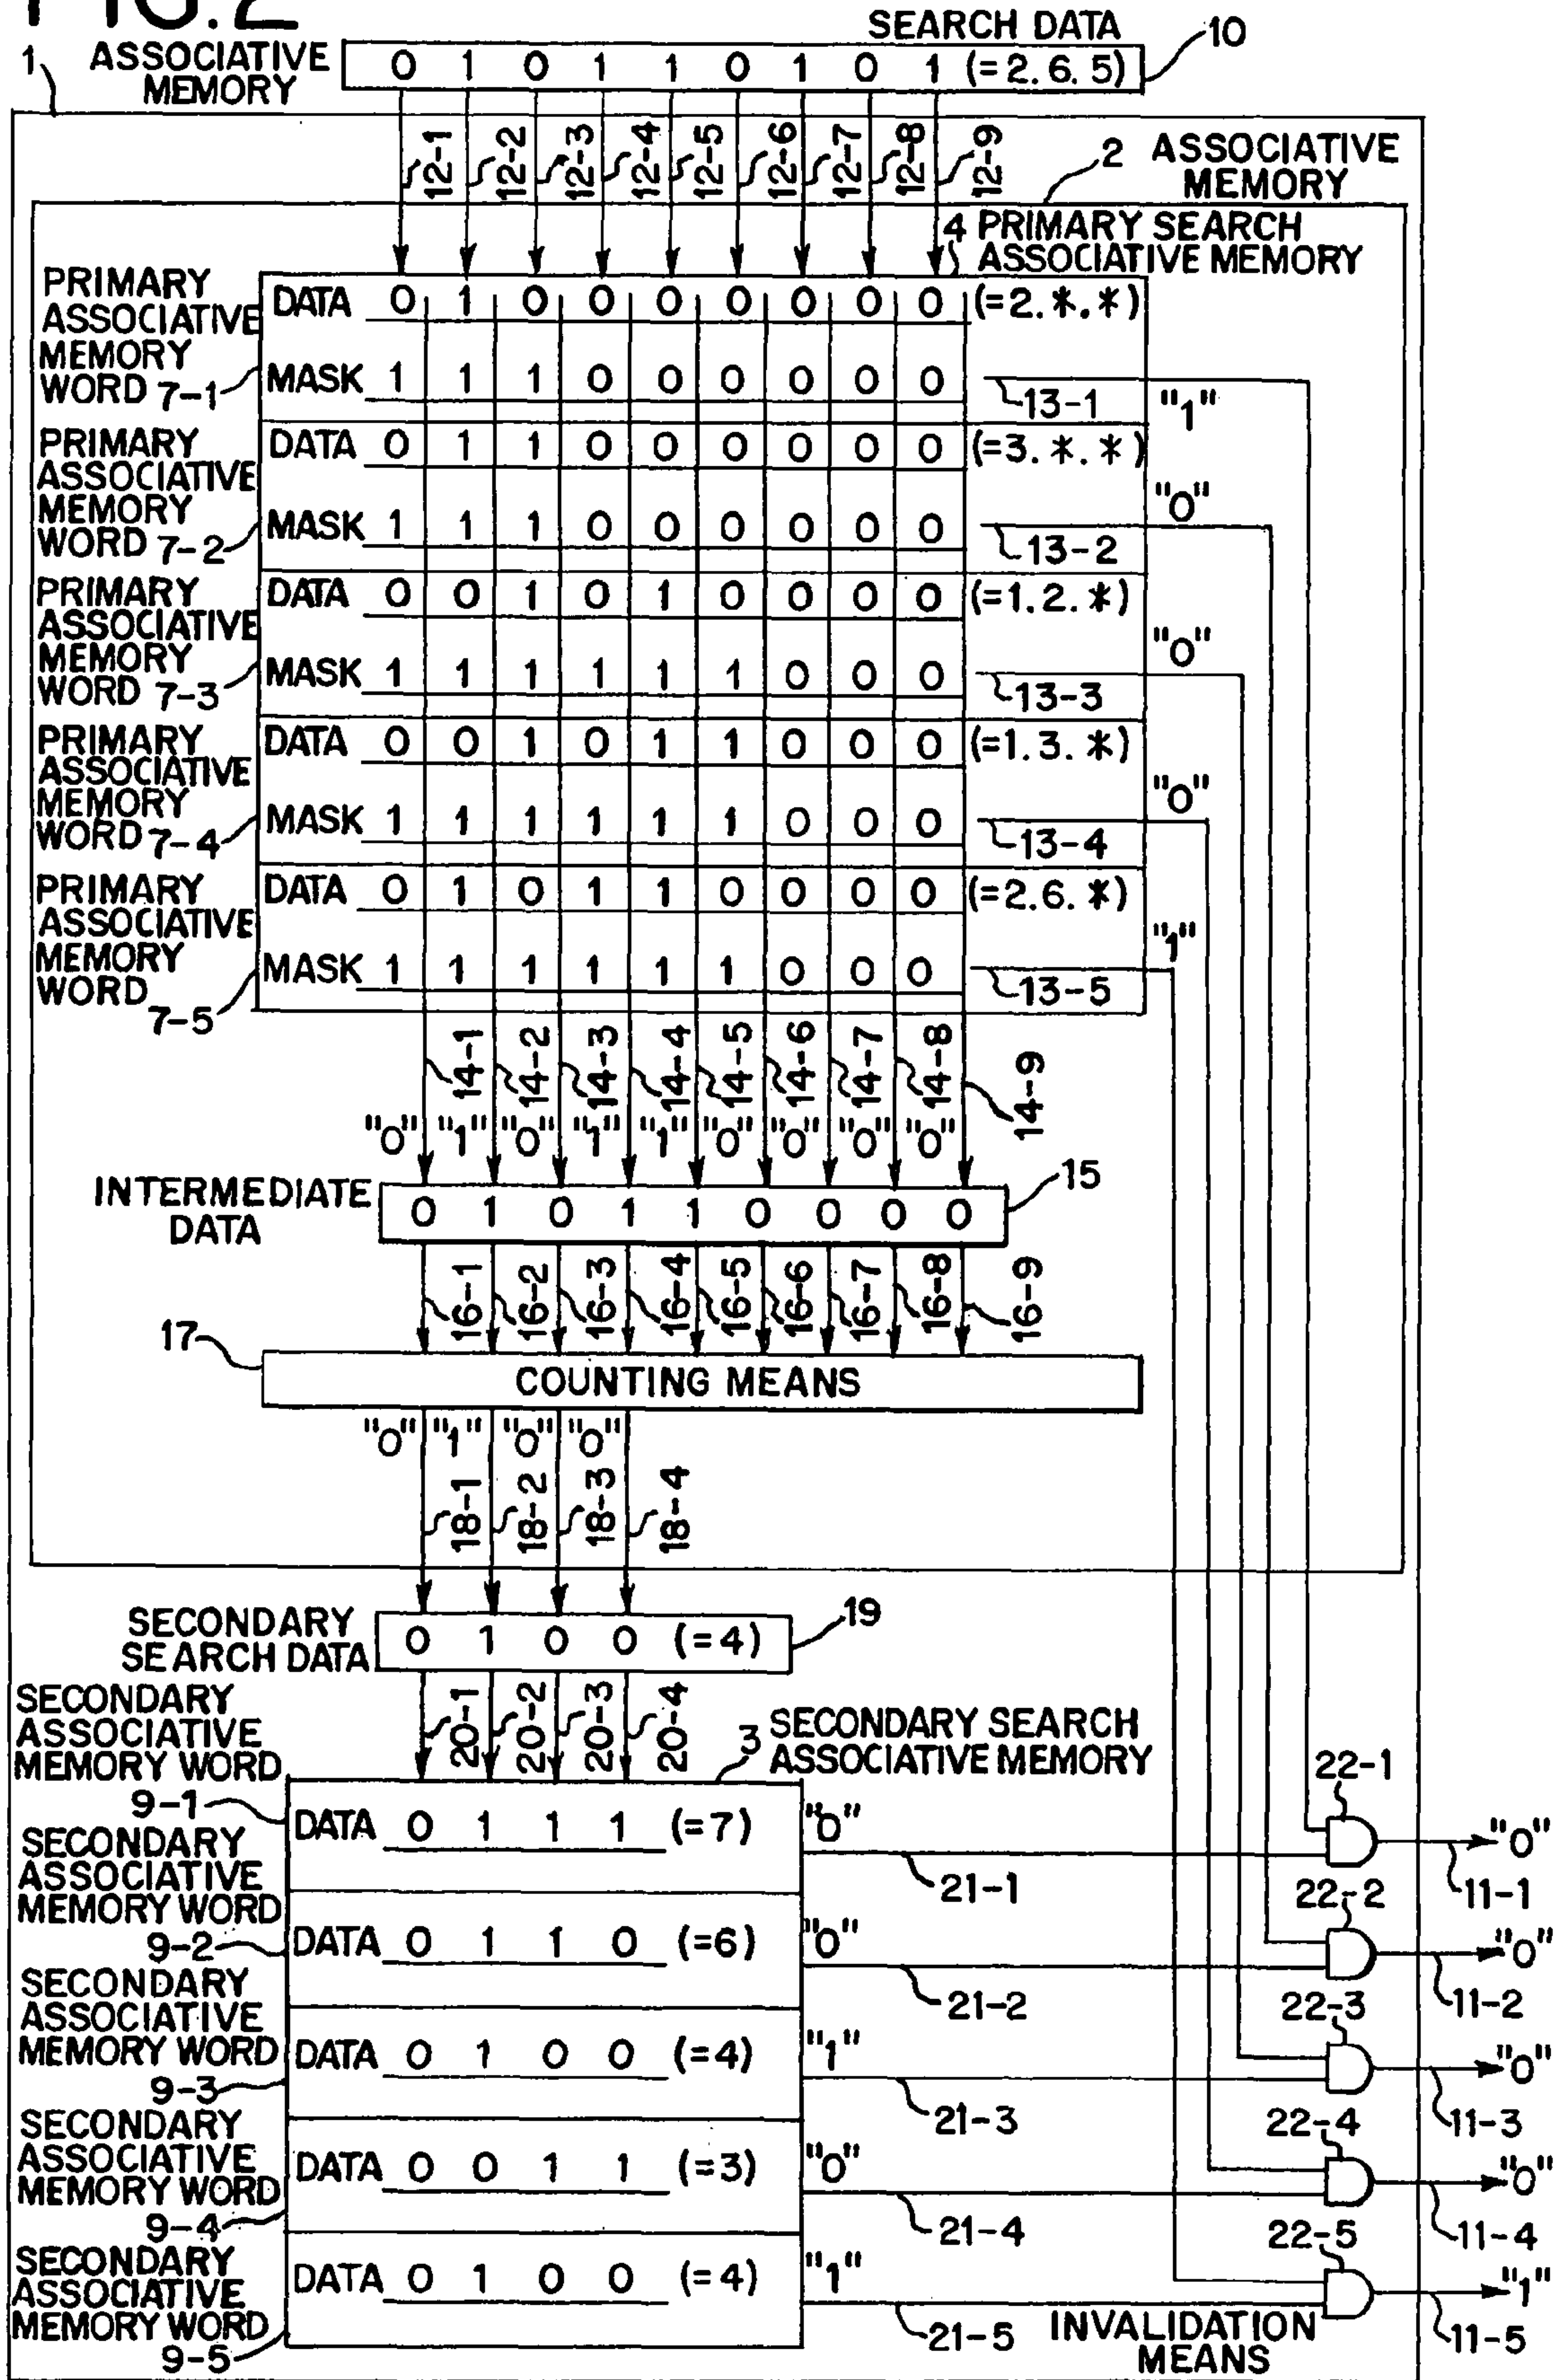 FIG.2
SEARCH DATA
10
1
ASSOCIATIVE
MEMORY
0 1 0 1 1 0 1 0 1 (=2.6.5)
12-1 12-2 12-3 12-4 12-5 12-6 12-7 12-8 12-9
2 ASSOCIATIVE
MEMORY
4 PRIMARY SEARCH
ASSOCIATIVE MEMORY
PRIMARY
ASSOCIATIVE
MEMORY
WORD 7-1
DATA 0 1 0 0 0 0 0 0 0 (=2.*.*)
MASK 1 1 1 0 0 0 0 0 0
13-1
"1"
PRIMARY
ASSOCIATIVE
MEMORY
WORD 7-2
DATA 0 1 1 0 0 0 0 0 0 (=3.*.*)
MASK 1 1 1 0 0 0 0 0 0
13-2
"0"
PRIMARY
ASSOCIATIVE
MEMORY
WORD 7-3
DATA 0 0 1 0 1 0 0 0 0 (=1.2.*)
MASK 1 1 1 1 1 1 0 0 0
13-3
"0"
PRIMARY
ASSOCIATIVE
MEMORY
WORD 7-4
DATA 0 0 1 0 1 1 0 0 0 (=1.3.*)
MASK 1 1 1 1 1 1 0 0 0
13-4
"0"
PRIMARY
ASSOCIATIVE
MEMORY
WORD
7-5
DATA 0 1 0 1 1 0 0 0 0 (=2.6.*)
MASK 1 1 1 1 1 1 0 0 0
13-5
"1"
14-1 14-2 14-3 14-4 14-5 14-6 14-7 14-8 14-9
"0" "1" "0" "1" "1" "0" "0" "0" "0"
INTERMEDIATE
DATA
0 1 0 1 1 0 0 0 0
15
16-1 16-2 16-3 16-4 16-5 16-6 16-7 16-8 16-9
17
COUNTING MEANS
"0" "1" "0" "0"
18-1 18-2 18-3 18-4
SECONDARY
SEARCH DATA
0 1 0 0 (=4)
19
20-1 20-2 20-3 20-4
3 SECONDARY SEARCH
ASSOCIATIVE MEMORY
SECONDARY
ASSOCIATIVE
MEMORY WORD
9-1
DATA 0 1 1 1 (=7)
"0"
21-1
22-1
"0"
11-1
SECONDARY
ASSOCIATIVE
MEMORY WORD
9-2
DATA 0 1 1 0 (=6)
"0"
21-2
22-2
"0"
11-2
SECONDARY
ASSOCIATIVE
MEMORY WORD
9-3
DATA 0 1 0 0 (=4)
"1"
21-3
22-3
"0"
11-3
SECONDARY
ASSOCIATIVE
MEMORY WORD
9-4
DATA 0 0 1 1 (=3)
"0"
21-4
22-4
"0"
11-4
SECONDARY
ASSOCIATIVE
MEMORY WORD
9-5
DATA 0 1 0 0 (=4)
"1"
21-5
22-5
"1"
11-5
INVALIDATION
MEANS